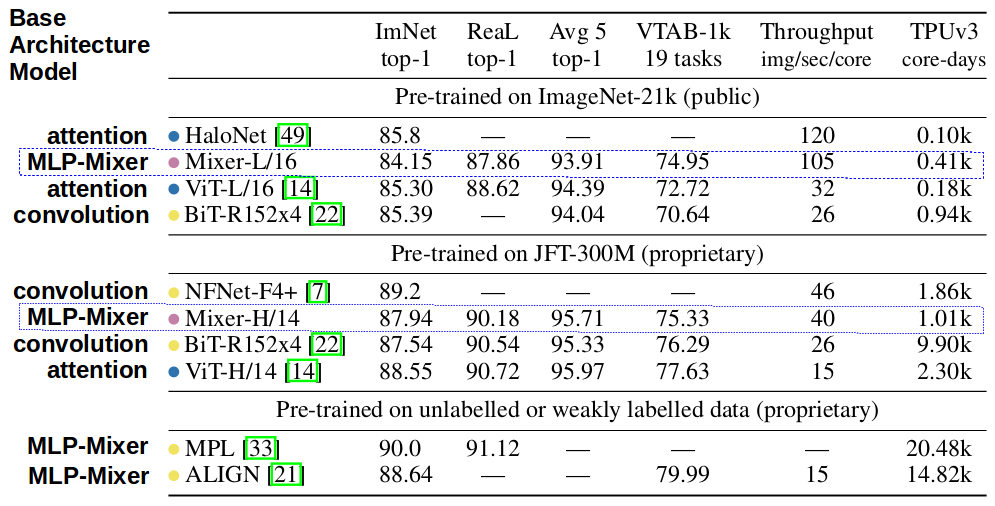 Base Architecture Model ImNet top-1 ReaL top-1 Avg 5 top-1 VTAB-1k 19 tasks Throughput img/sec/core TPUv3 core-days
Pre-trained on ImageNet-21k (public)
attention HaloNet [49] 85.8 — — — 120 0.10k
MLP-Mixer Mixer-L/16 84.15 87.86 93.91 74.95 105 0.41k
attention ViT-L/16 [14] 85.30 88.62 94.39 72.72 32 0.18k
convolution BiT-R152x4 [22] 85.39 — 94.04 70.64 26 0.94k
Pre-trained on JFT-300M (proprietary)
convolution NFNet-F4+ [7] 89.2 — — — 46 1.86k
MLP-Mixer Mixer-H/14 87.94 90.18 95.71 75.33 40 1.01k
convolution BiT-R152x4 [22] 87.54 90.54 95.33 76.29 26 9.90k
attention ViT-H/14 [14] 88.55 90.72 95.97 77.63 15 2.30k
Pre-trained on unlabelled or weakly labelled data (proprietary)
MLP-Mixer MPL [33] 90.0 91.12 — — — 20.48k
MLP-Mixer ALIGN [21] 88.64 — — 79.99 15 14.82k